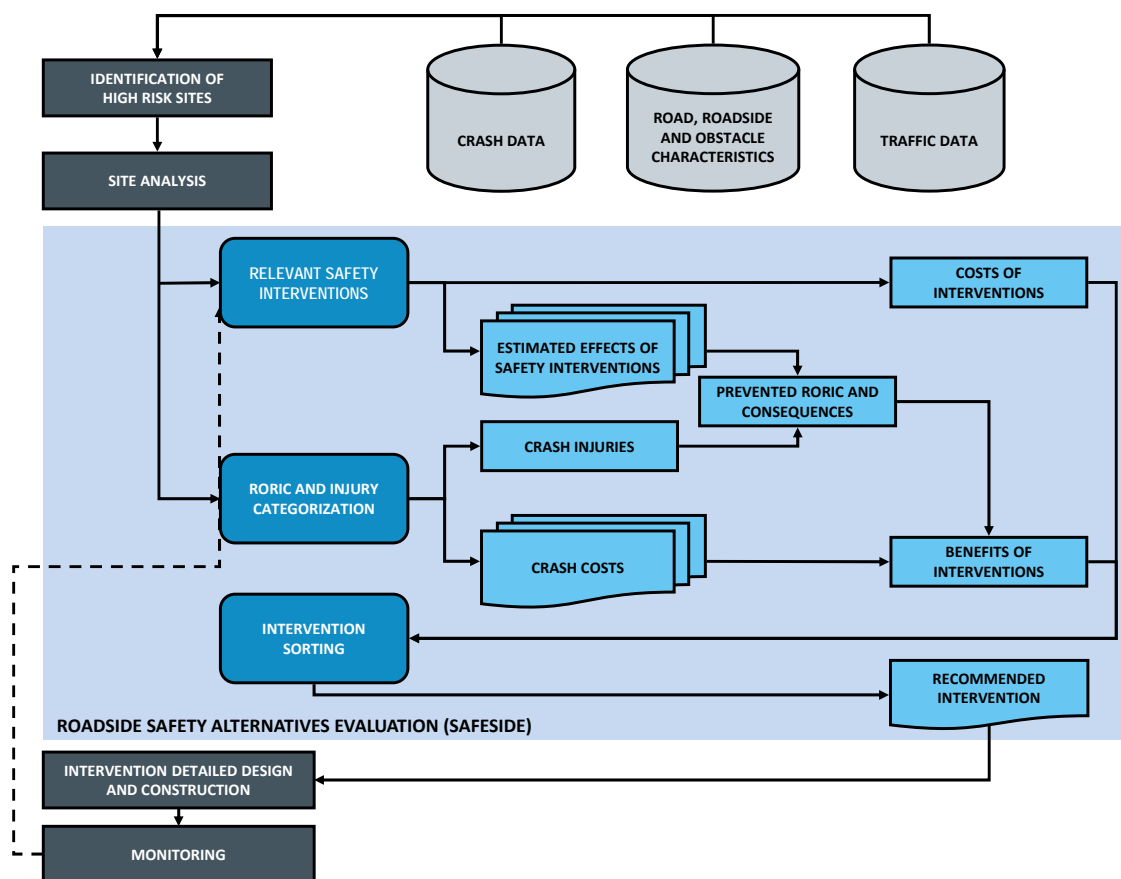 IDENTIFICATION OF
HIGH RISK SITES
CRASH DATA
ROAD, ROADSIDE
AND OBSTACLE
CHARACTERISTICS
TRAFFIC DATA
SITE ANALYSIS
RELEVANT SAFETY
INTERVENTIONS
COSTS OF
INTERVENTIONS
ESTIMATED EFFECTS OF
SAFETY INTERVENTIONS
PREVENTED RORIC AND
CONSEQUENCES
CRASH INJURIES
RORIC AND INJURY
CATEGORIZATION
CRASH COSTS
BENEFITS OF
INTERVENTIONS
INTERVENTION
SORTING
RECOMMENDED
INTERVENTION
ROADSIDE SAFETY ALTERNATIVES EVALUATION (SAFESIDE)
INTERVENTION DETAILED DESIGN
AND CONSTRUCTION
MONITORING